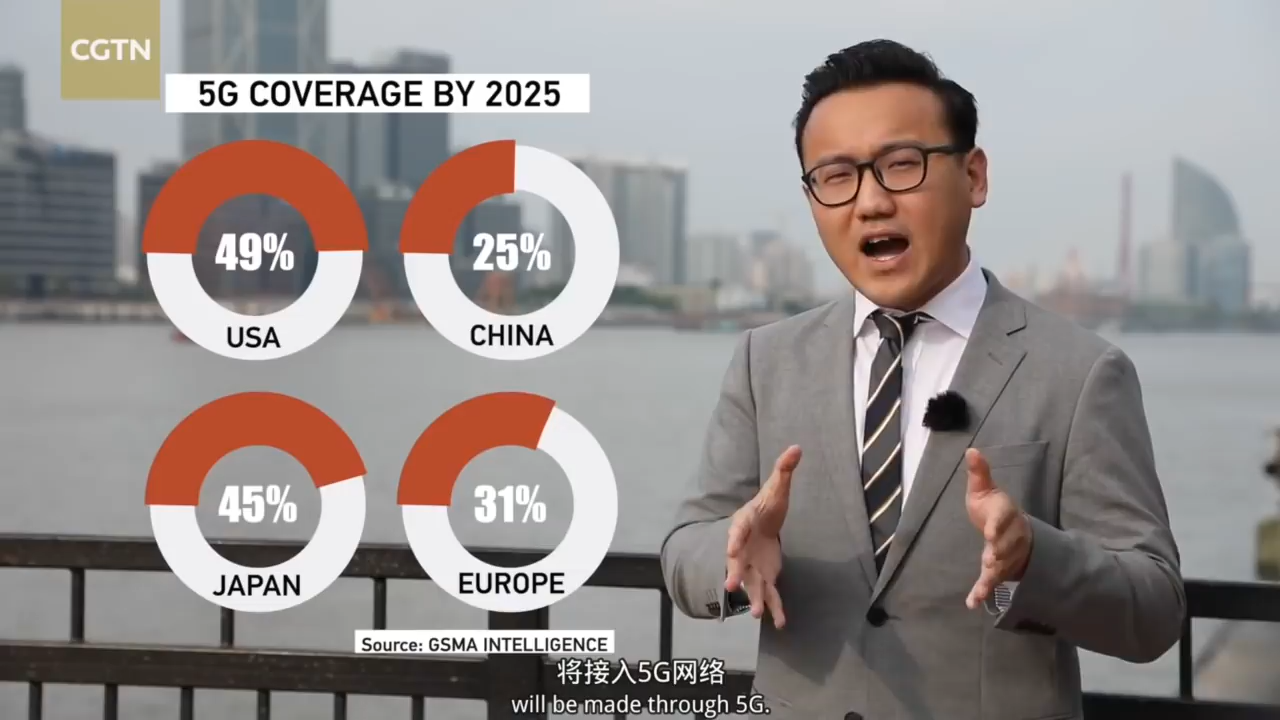 CGTN
5G COVERAGE BY 2025
49%
USA
25%
CHINA
45%
JAPAN
31%
EUROPE
Source: GSMA INTELLIGENCE
将接入5G网络
will be made through 5G.